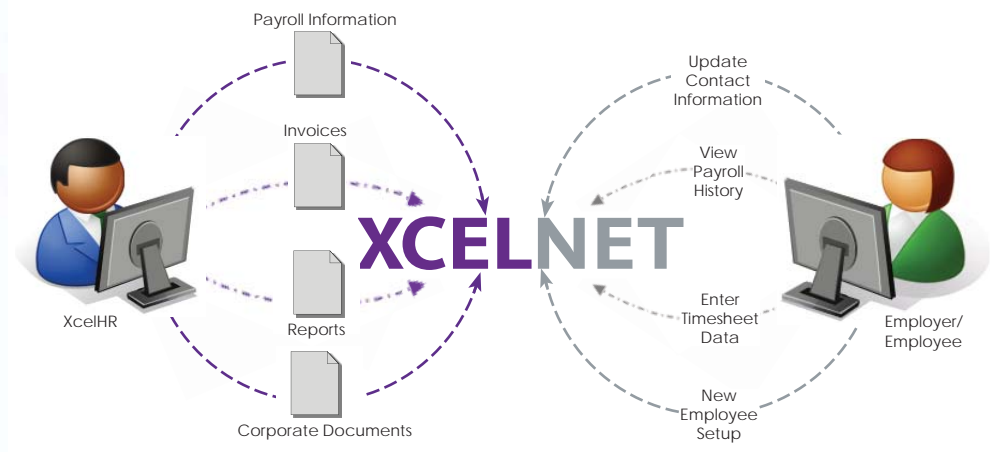 Payroll Information
Invoices
XcelHR
Reports
Corporate Documents
XCELNET
Update
Contact
Information
View
Payroll
History
Enter
Timesheet
Data
New
Employee
Setup
Employer/
Employee